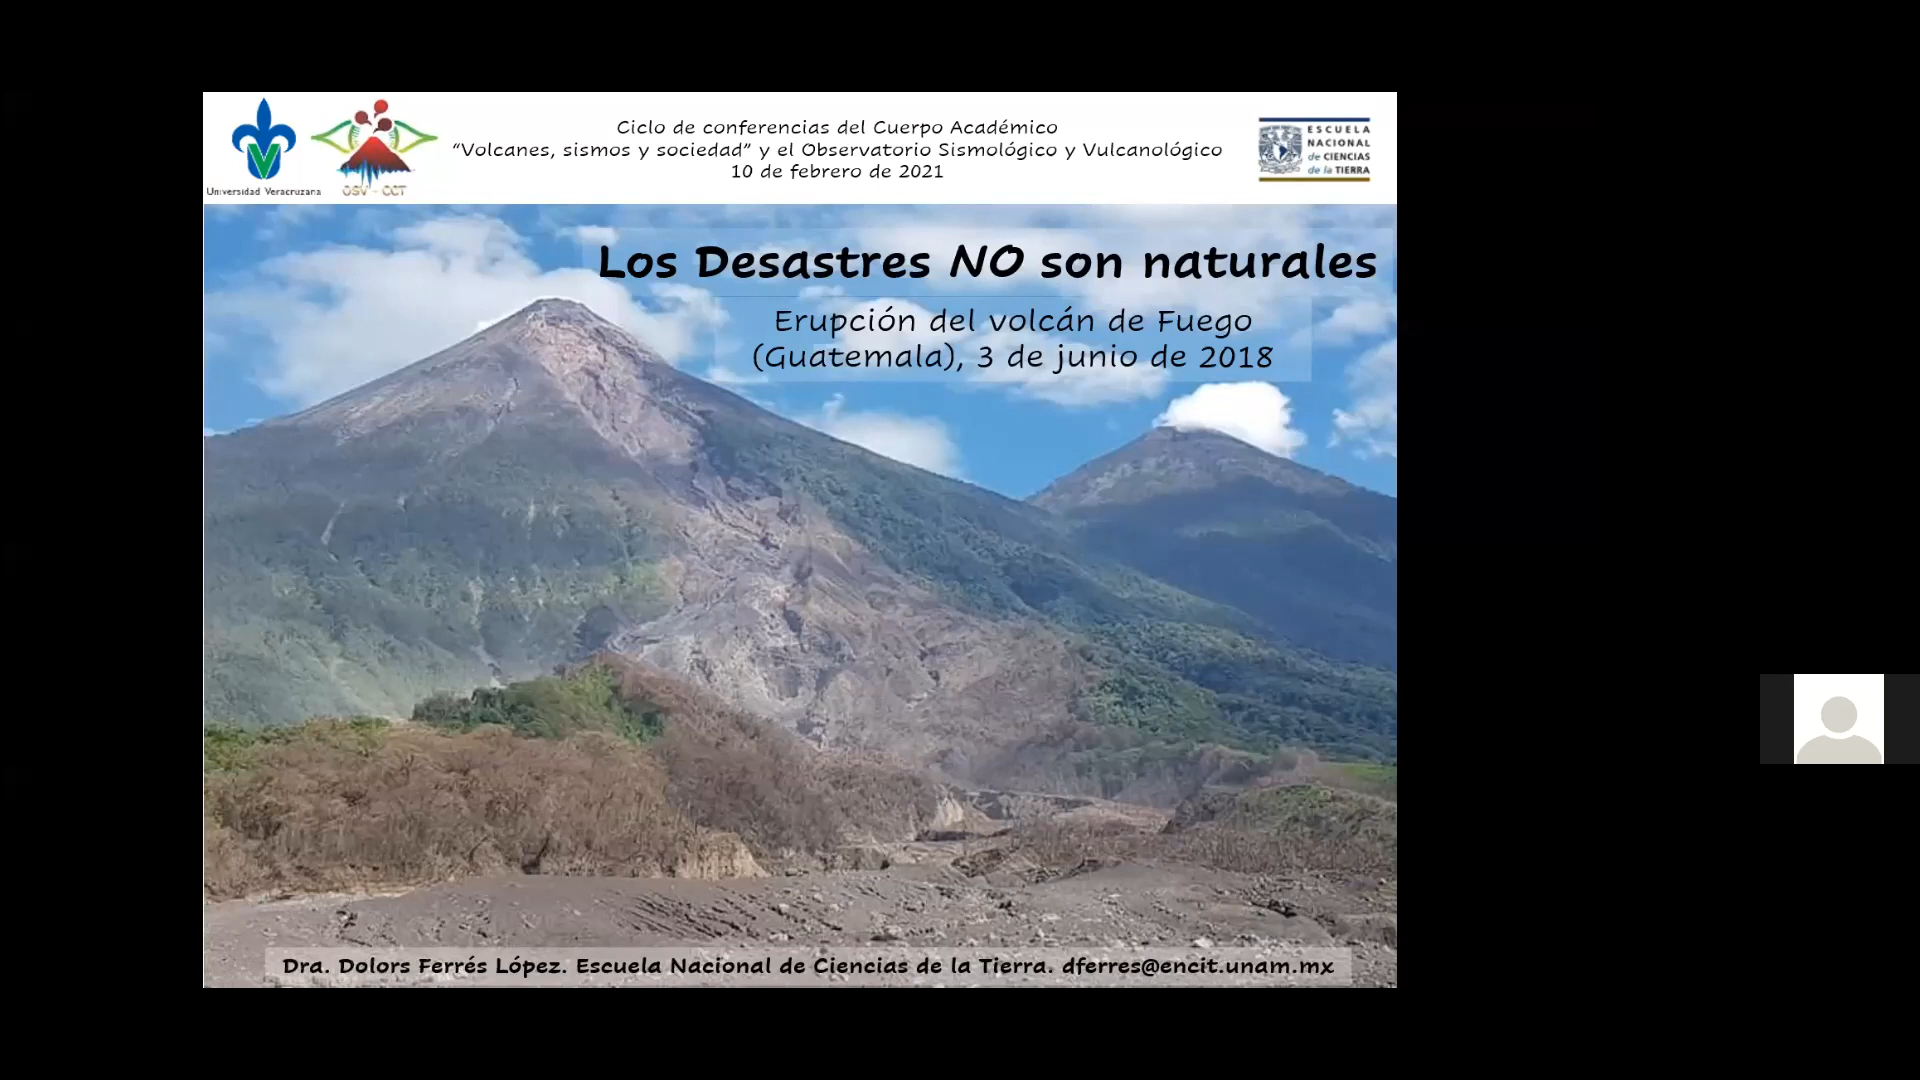 Ciclo de conferencias del Cuerpo Académico
“Volcanes, sismos y sociedad” y el Observatorio Sismológico y Vulcanológico
10 de febrero de 2021
Universidad Veracruzana
OSV - CCT
ESCUELA
NACIONAL
de CIENCIAS
de la TIERRA
Los Desastres NO son naturales
Erupción del volcán de Fuego
(Guatemala), 3 de junio de 2018
Dra. Dolors Ferrés López. Escuela Nacional de Ciencias de la Tierra. dferres@encit.unam.mx